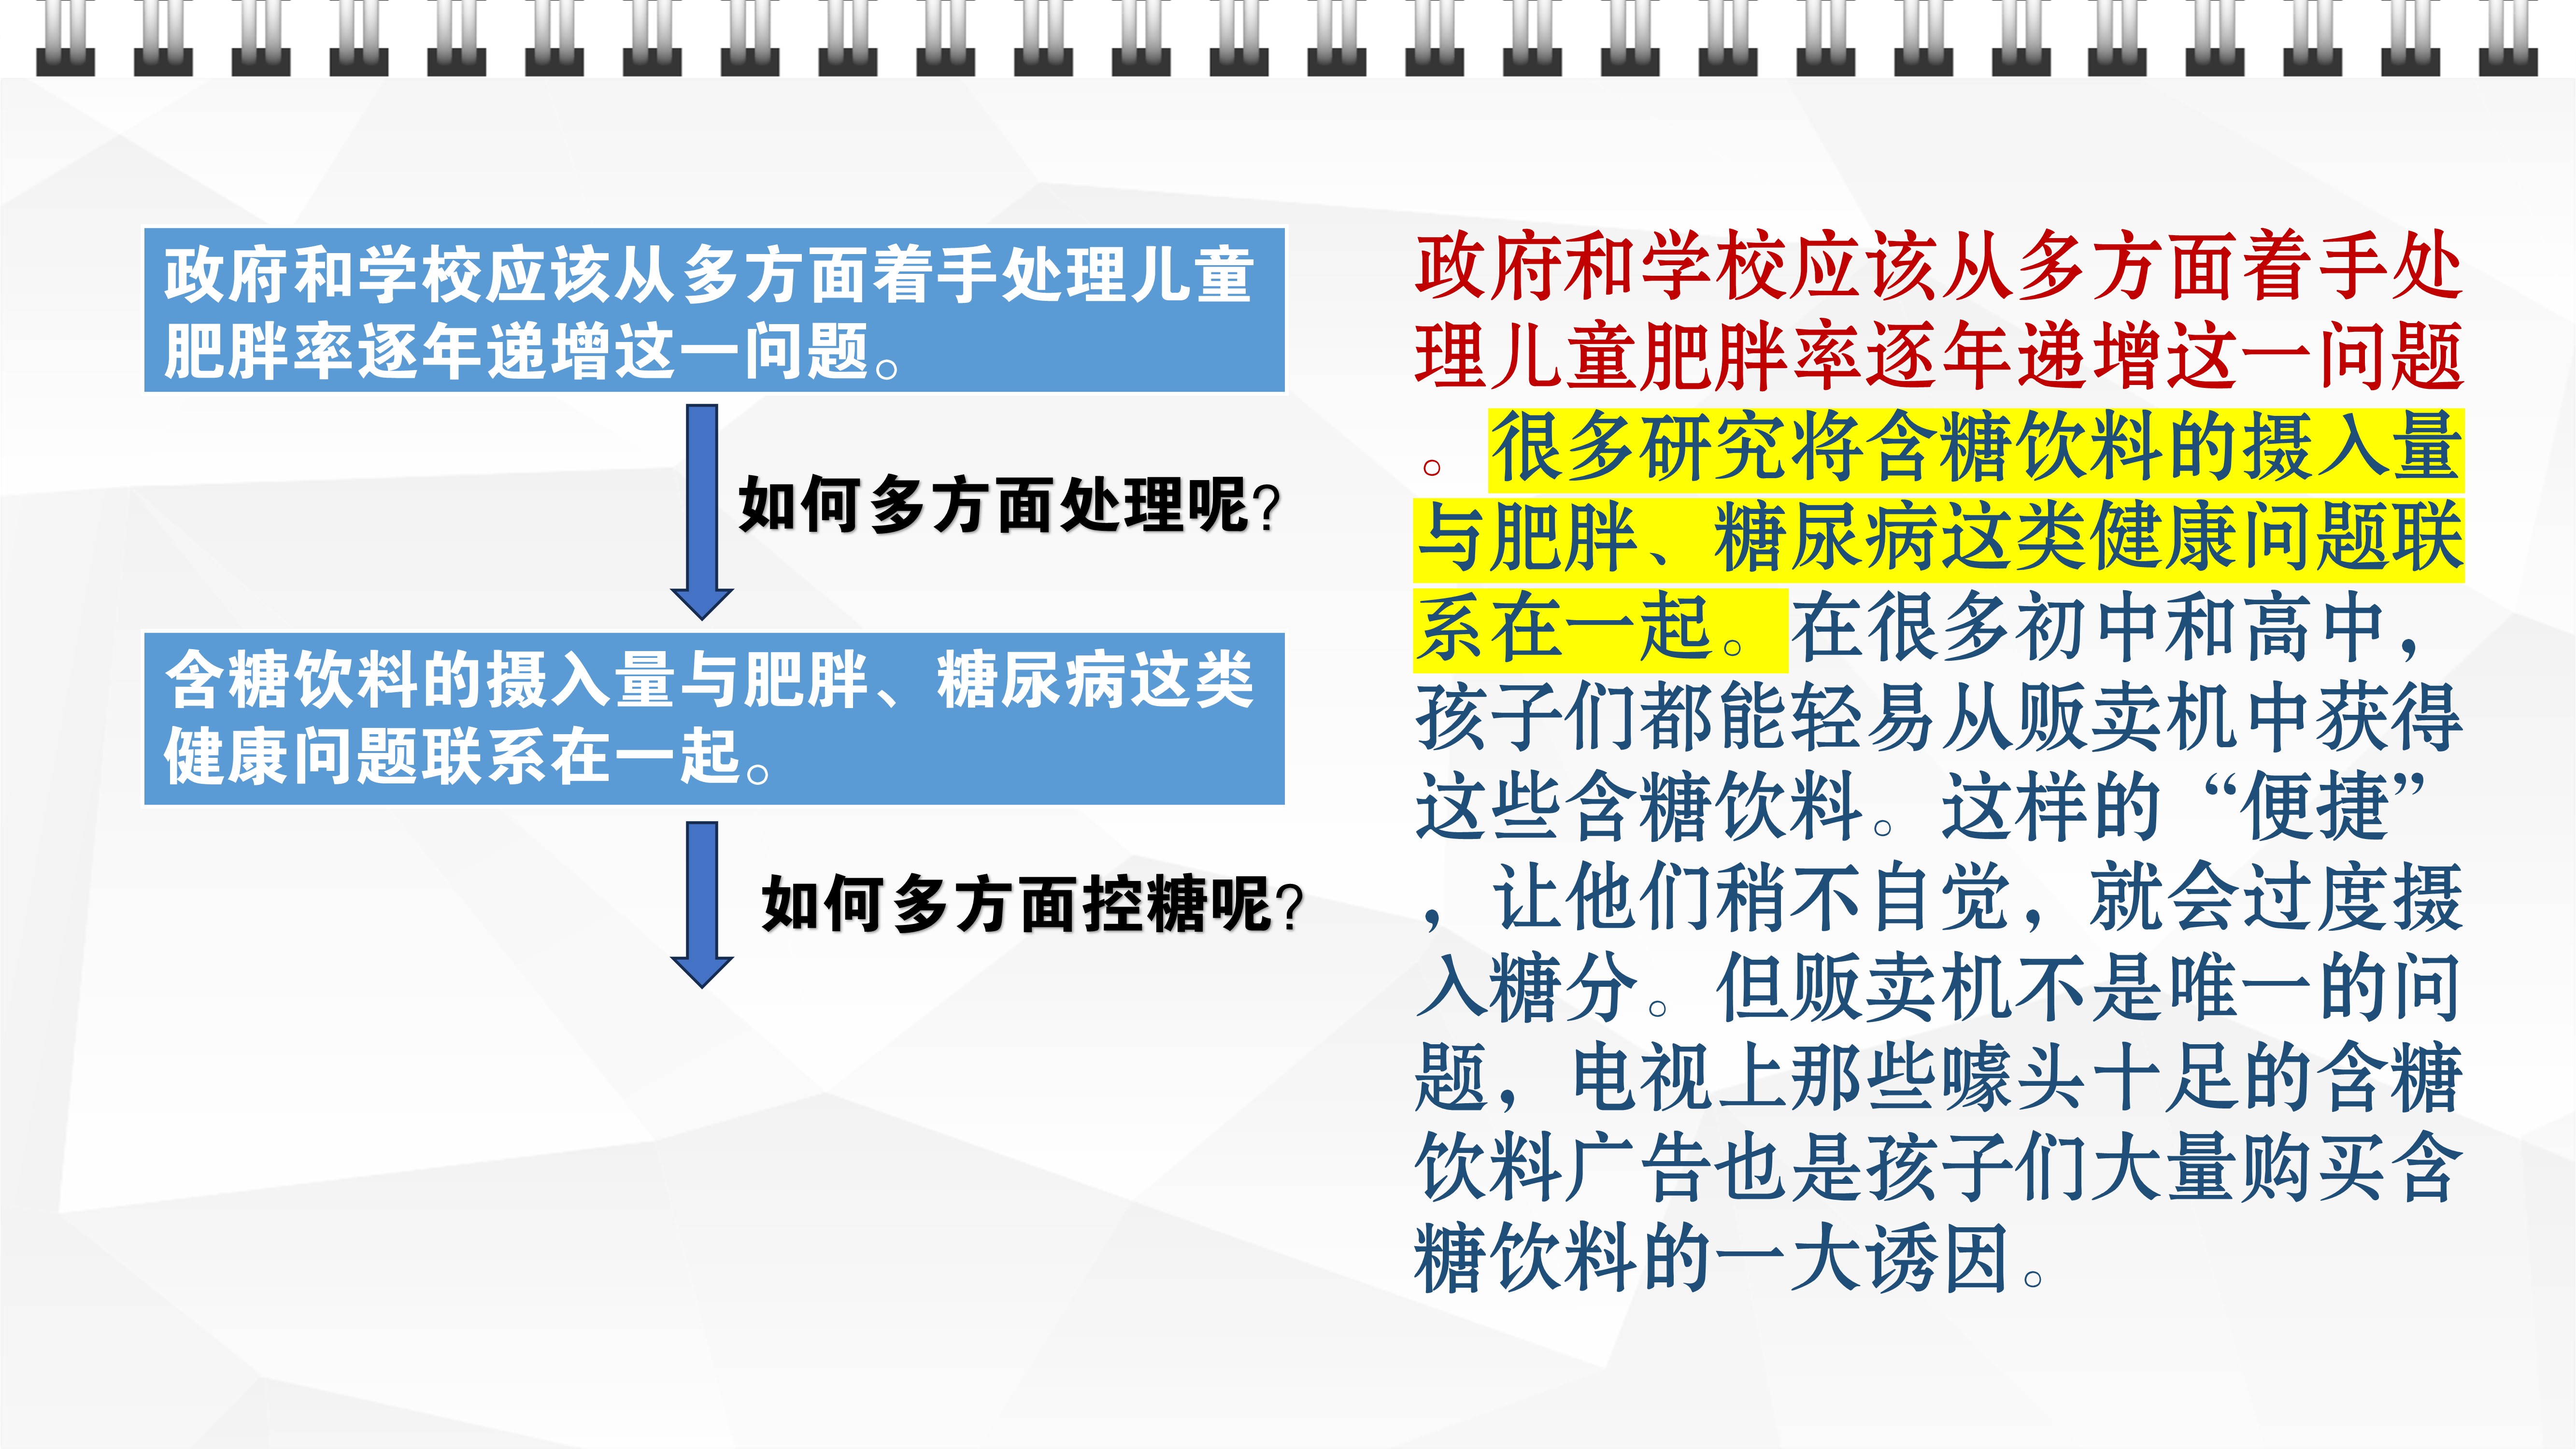 政府和学校应该从多方面着手处理儿童
肥胖率逐年递增这一问题。
如何多方面处理呢?
含糖饮料的摄入量与肥胖、糖尿病这类
健康问题联系在一起。
如何多方面控糖呢?
政府和学校应该从多方面着手处
理儿童肥胖率逐年递增这一问题
。很多研究将含糖饮料的摄入量
与肥胖、糖尿病这类健康问题联
系在一起。在很多初中和高中，
孩子们都能轻易从贩卖机中获得
这些含糖饮料。这样的“便捷”
，让他们稍不自觉，就会过度摄
入糖分。但贩卖机不是唯一的问
题，电视上那些噱头十足的含糖
饮料广告也是孩子们大量购买含
糖饮料的一大诱因。